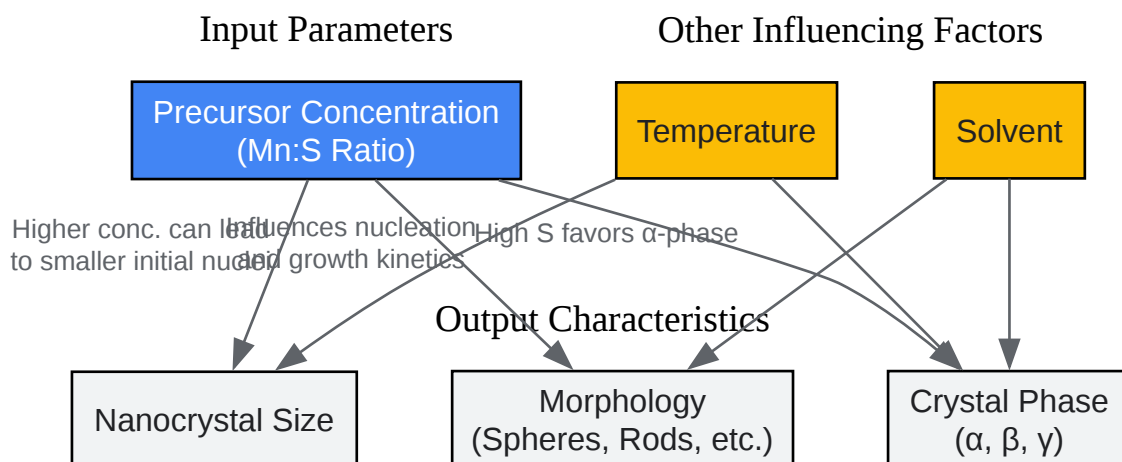 Input Parameters
Other Influencing Factors
Precursor Concentration
(Mn:S Ratio)
Temperature
Solvent
Higher conc. can lead
to smaller initial nuclei
Influences nucleation
and growth kinetics
High S favors α-phase
Output Characteristics
Nanocrystal Size
Morphology
(Spheres, Rods, etc.)
Crystal Phase
(α, β, γ)